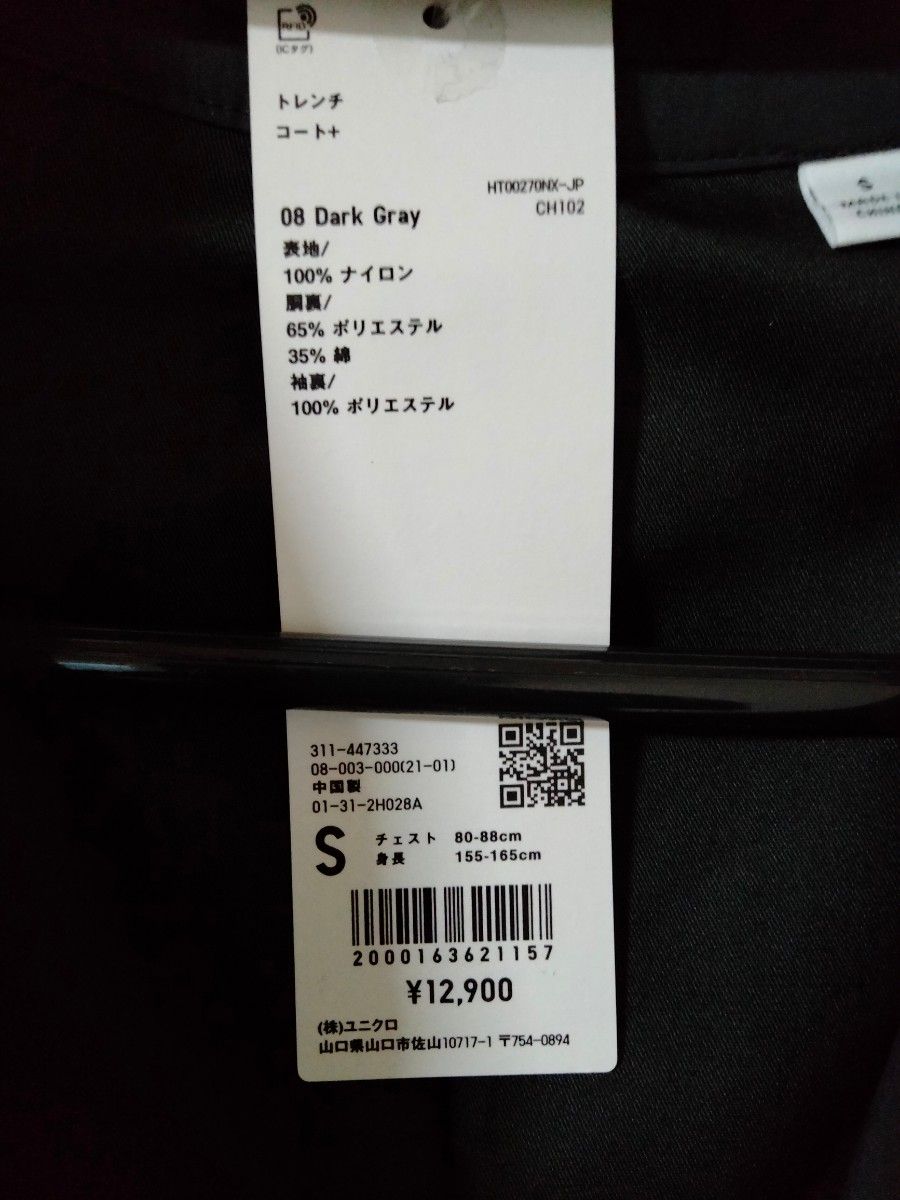 RFID
(ICタグ)
トレンチ
コート+
HT00270NX-JP
CH102
08 Dark Gray
表地/
100% ナイロン
胴裏/
65% ポリエステル
35% 綿
袖裏/
100% ポリエステル
S
MADE
CHINA
311-447333
08-003-000(21-01)
中国製
01-31-2H028A
S
チェスト 80-88cm
身長 155-165cm
2000163621157
¥12,900
(株)ユニクロ
山口県山口市佐山10717-1 〒754-0894